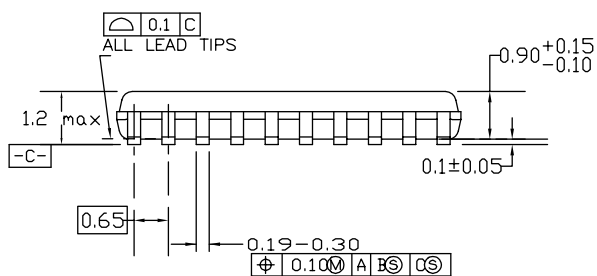 ⌓ 0.1 C
ALL LEAD TIPS
0.90 +0.15
-0.10
1.2 max
-C-
0.1±0.05
0.65
0.19-0.30
⌖ 0.10Ⓜ A BⓈ CⓈ